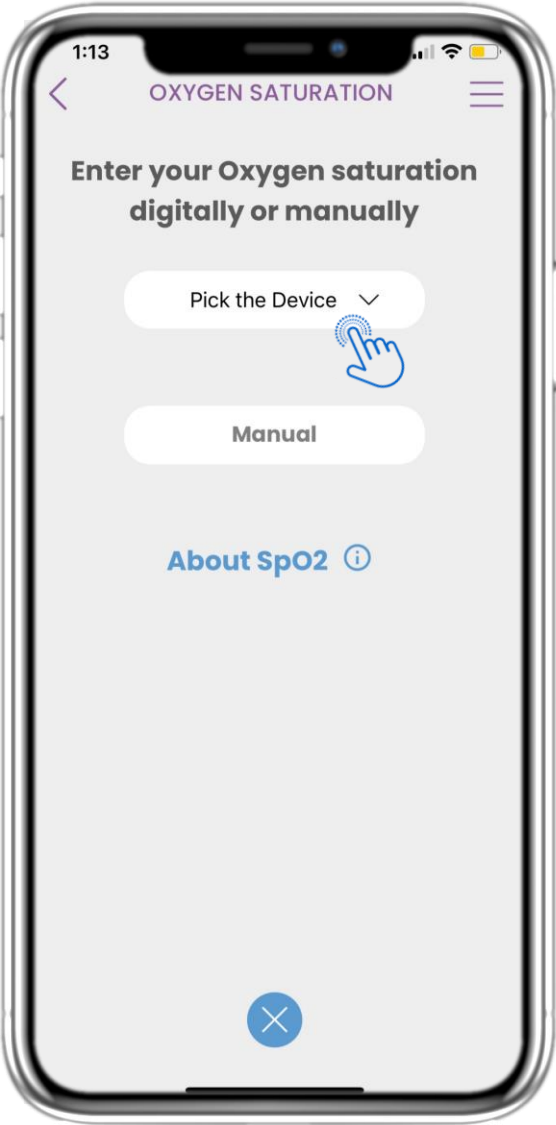 1:13
OXYGEN SATURATION
Enter your Oxygen saturation
digitally or manually
Pick the Device
Manual
About SpO2